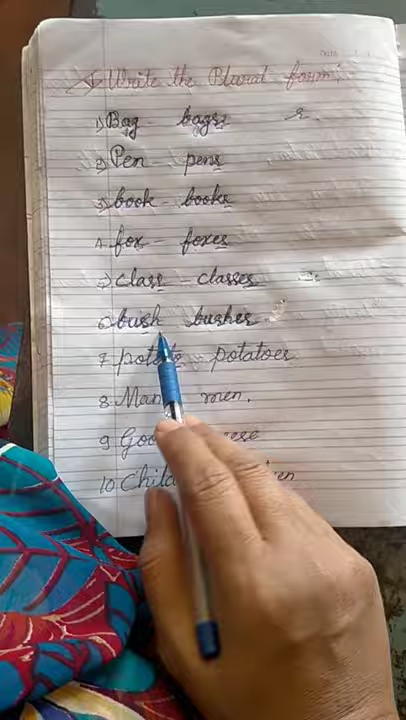 I Write the Plural form:
1) Bag - bags s.
2) Pen - pens
3) book - books
4. fox - foxes
5) class - classes
6) bush bushes
7 potato - potatoes
8 Man men.
9
10 Child